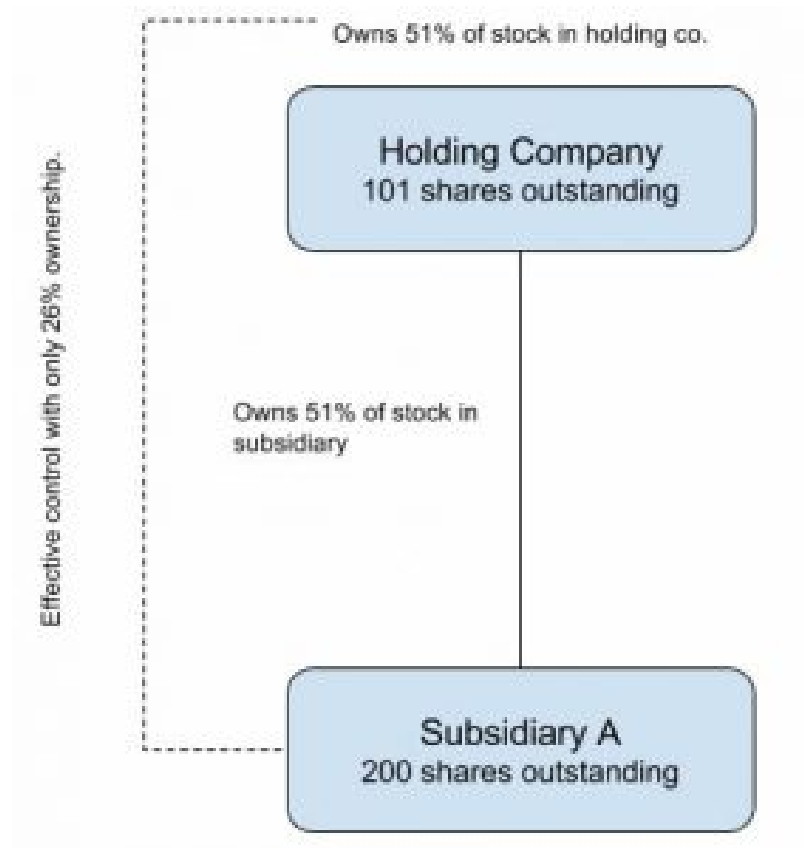 Owns 51% of stock in holding co.
Holding Company
101 shares outstanding
Effective control with only 26% ownership.
Owns 51% of stock in
subsidiary
Subsidiary A
200 shares outstanding